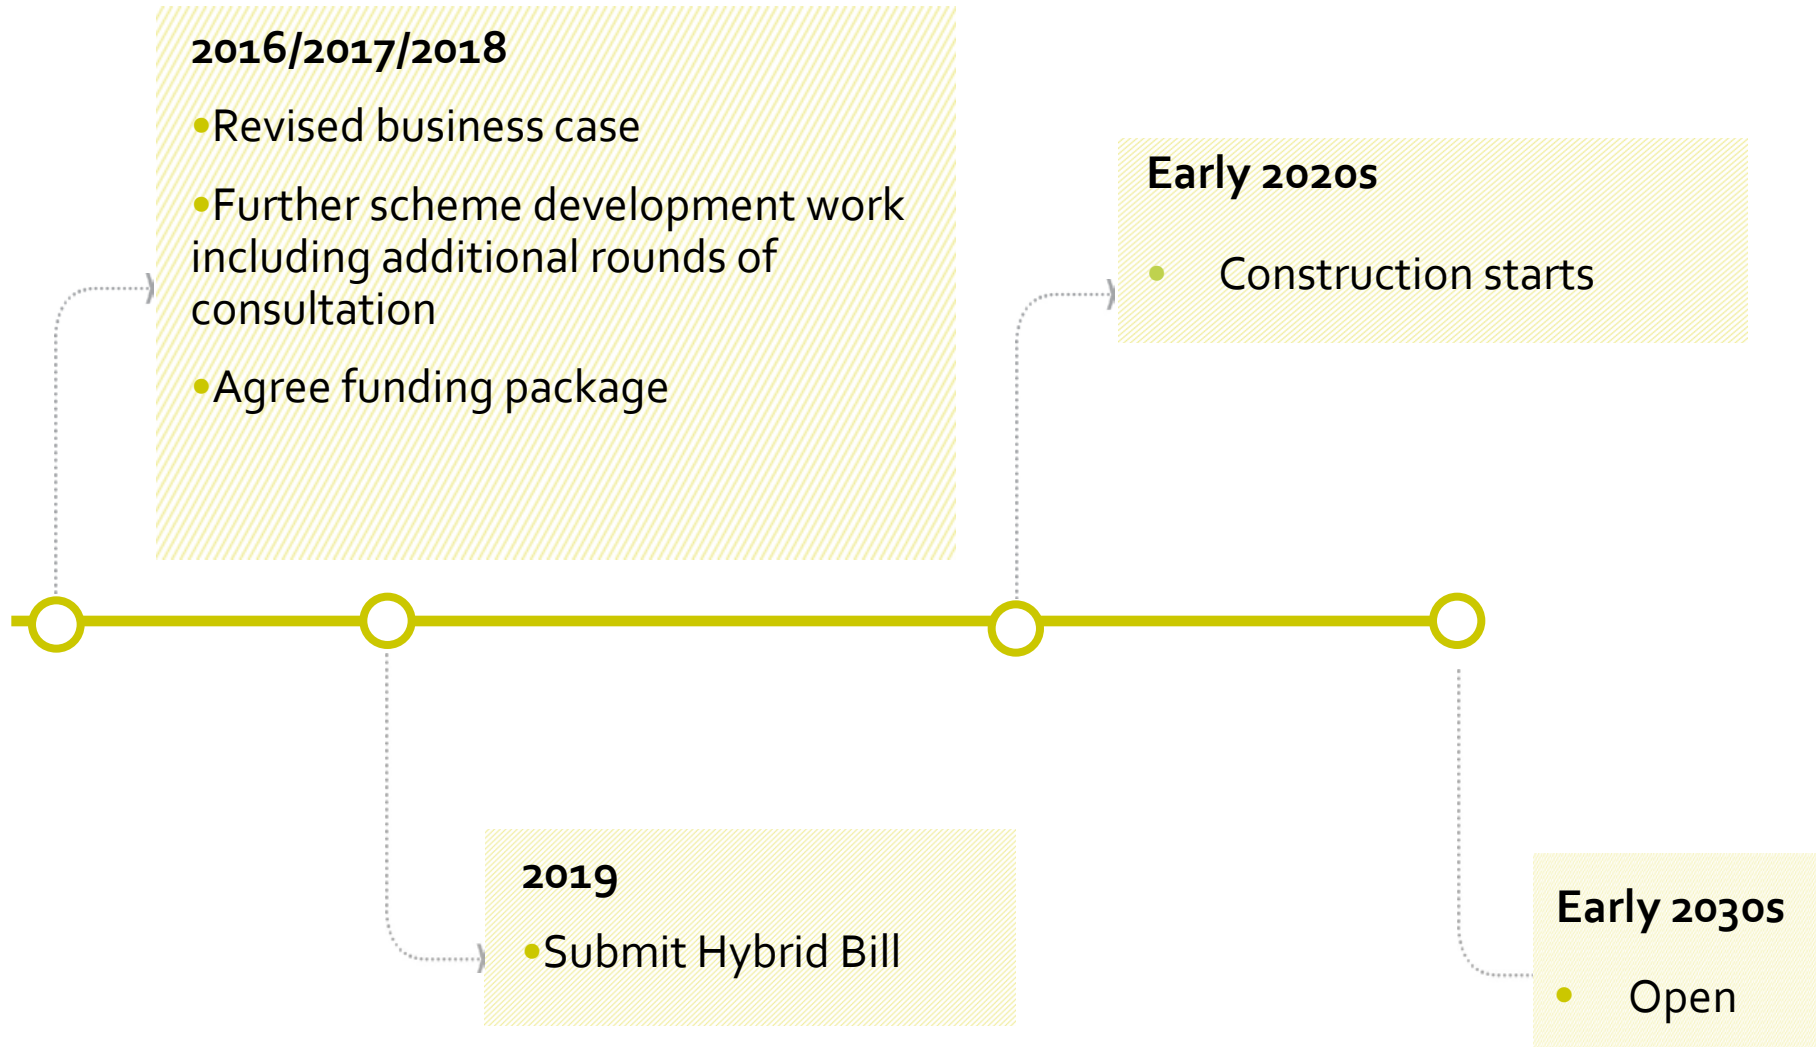 2016/2017/2018
•Revised business case
•Further scheme development work
including additional rounds of
consultation
•Agree funding package
Early 2020s
• Construction starts
2019
•Submit Hybrid Bill
Early 2030s
• Open